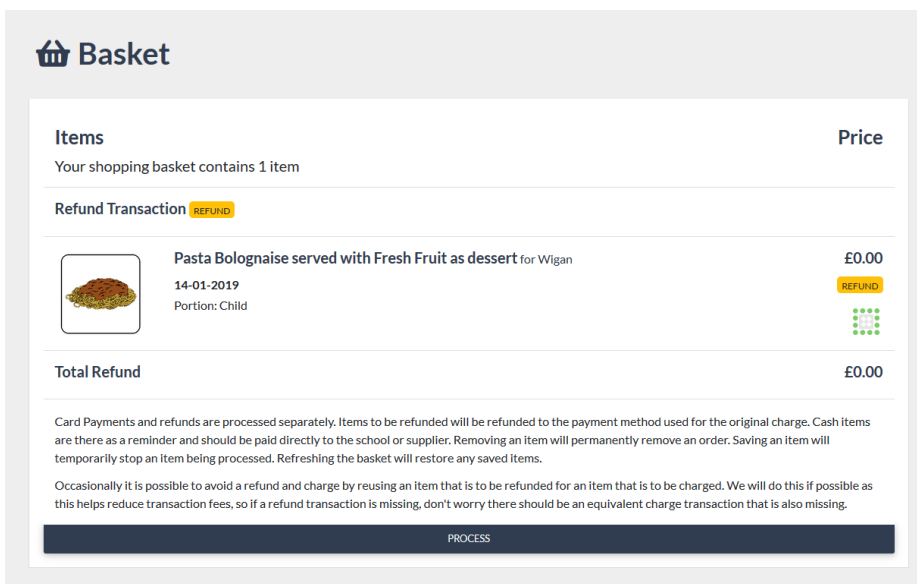 Basket
Items Price
Your shopping basket contains 1 item
Refund Transaction REFUND
Pasta Bolognaise served with Fresh Fruit as dessert for Wigan £0.00
14-01-2019 REFUND
Portion: Child
Total Refund £0.00
Card Payments and refunds are processed separately. Items to be refunded will be refunded to the payment method used for the original charge. Cash items
are there as a reminder and should be paid directly to the school or supplier. Removing an item will permanently remove an order. Saving an item will
temporarily stop an item being processed. Refreshing the basket will restore any saved items.
Occasionally it is possible to avoid a refund and charge by reusing an item that is to be refunded for an item that is to be charged. We will do this if possible as
this helps reduce transaction fees, so if a refund transaction is missing, don't worry there should be an equivalent charge transaction that is also missing.
PROCESS